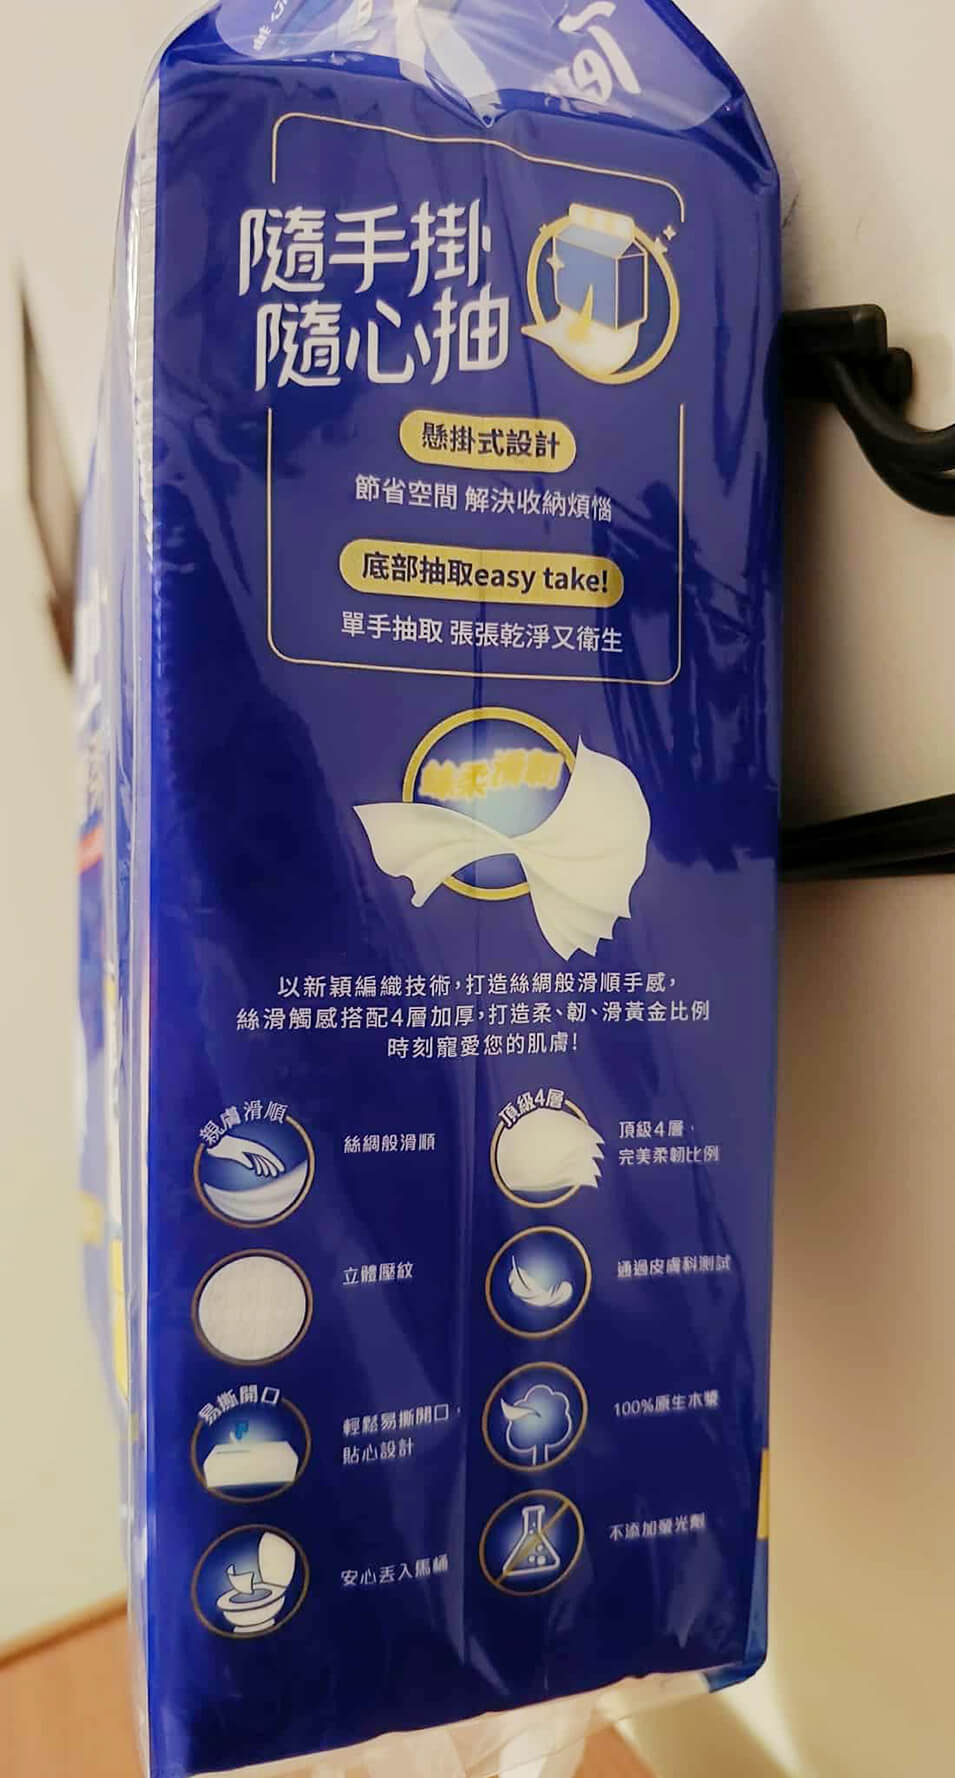 隨手掛
隨心抽
懸掛式設計
節省空間 解決收納煩惱
底部抽取easy take!
單手抽取 張張乾淨又衛生
絲柔滑韌
以新穎編織技術,打造絲綢般滑順手感,
絲滑觸感搭配4層加厚,打造柔、韌、滑黃金比例
時刻寵愛您的肌膚!
親膚滑順
絲綢般滑順
頂級4層
頂級4層,
完美柔韌比例
立體壓紋
通過皮膚科測試
易撕開口
輕鬆易撕開口,
貼心設計
100%原生木漿
安心丟入馬桶
不添加螢光劑